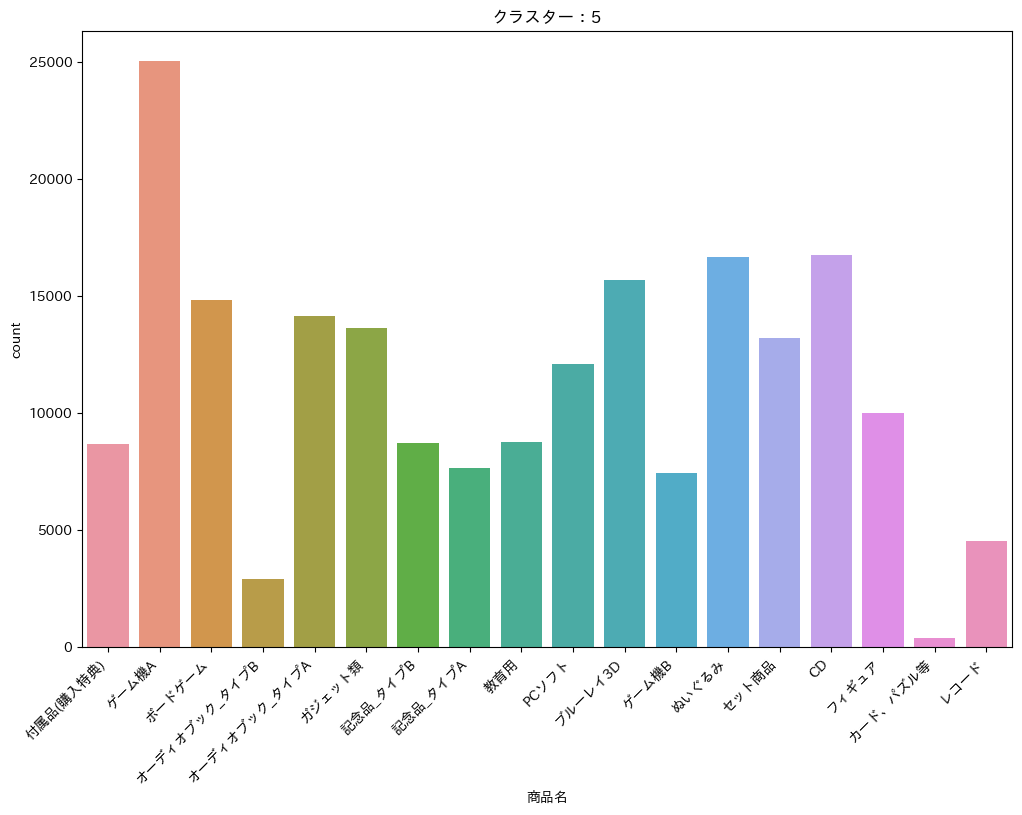 クラスター：5
count
25000
20000
15000
10000
5000
0
付属品(購入特典)
ゲーム機A
ボードゲーム
オーディオブック_タイプB
オーディオブック_タイプA
ガジェット類
記念品_タイプB
記念品_タイプA
教育用
PCソフト
ブルーレイ3D
ゲーム機B
ぬいぐるみ
セット商品
CD
フィギュア
カード、パズル等
レコード
商品名